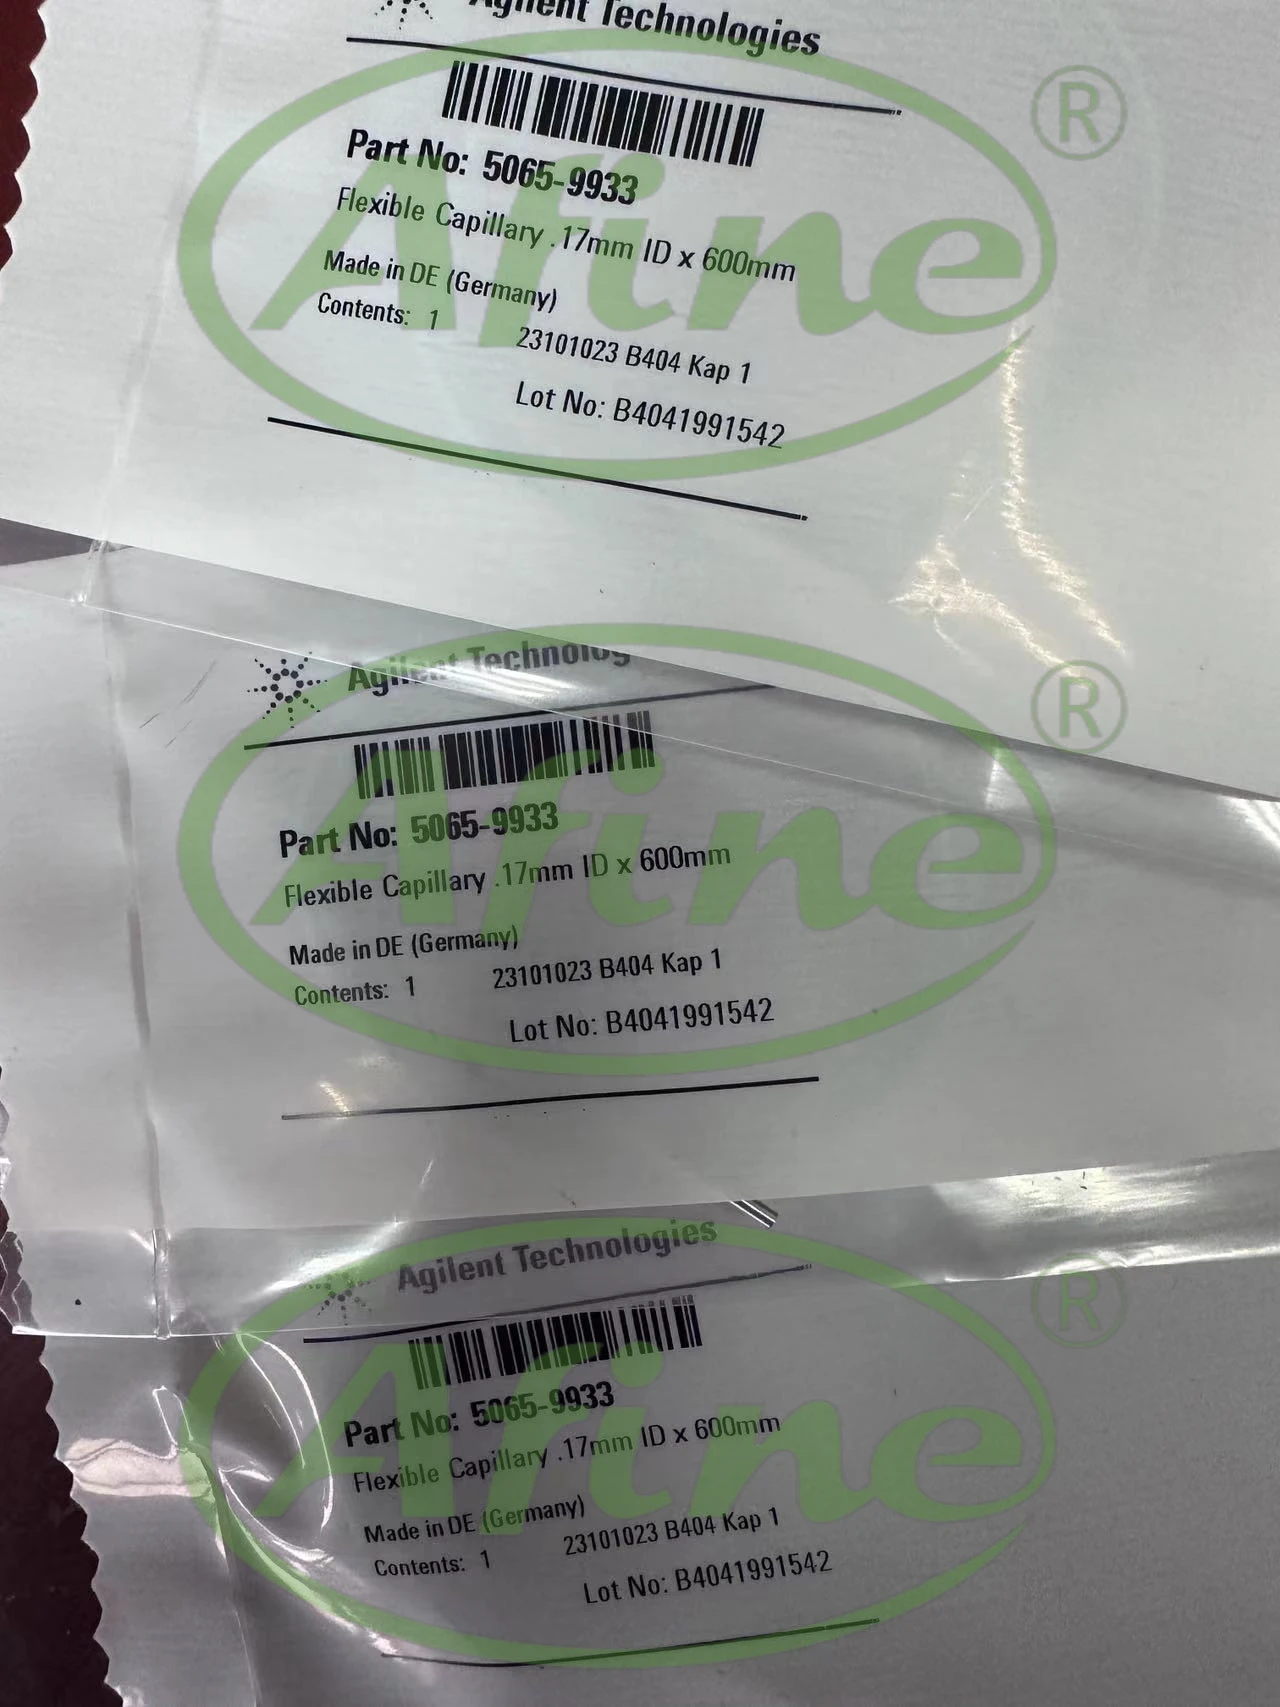 Agilent Technologies
Part No: 5065-9933
Flexible Capillary .17mm ID x 600mm
Made in DE (Germany)
Contents: 1
23101023 B404 Kap 1
Lot No: B4041991542
Afine ®
Agilent Technolog
Part No: 5065-9933
Flexible Capillary .17mm ID x 600mm
Made in DE (Germany)
Contents: 1 23101023 B404 Kap 1
Lot No: B4041991542
Afine ®
Agilent Technologies
Part No: 5065-9933
Flexible Capillary .17mm ID x 600mm
Made in DE (Germany)
Contents: 1 23101023 B404 Kap 1
Lot No: B4041991542
Afine ®